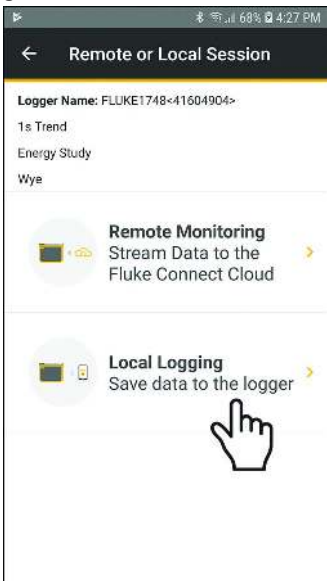 68% 4:27 PM
Remote or Local Session
Logger Name: FLUKE1748<41604904>
1s Trend
Energy Study
Wye
Remote Monitoring
Stream Data to the
Fluke Connect Cloud
Local Logging
Save data to the logger